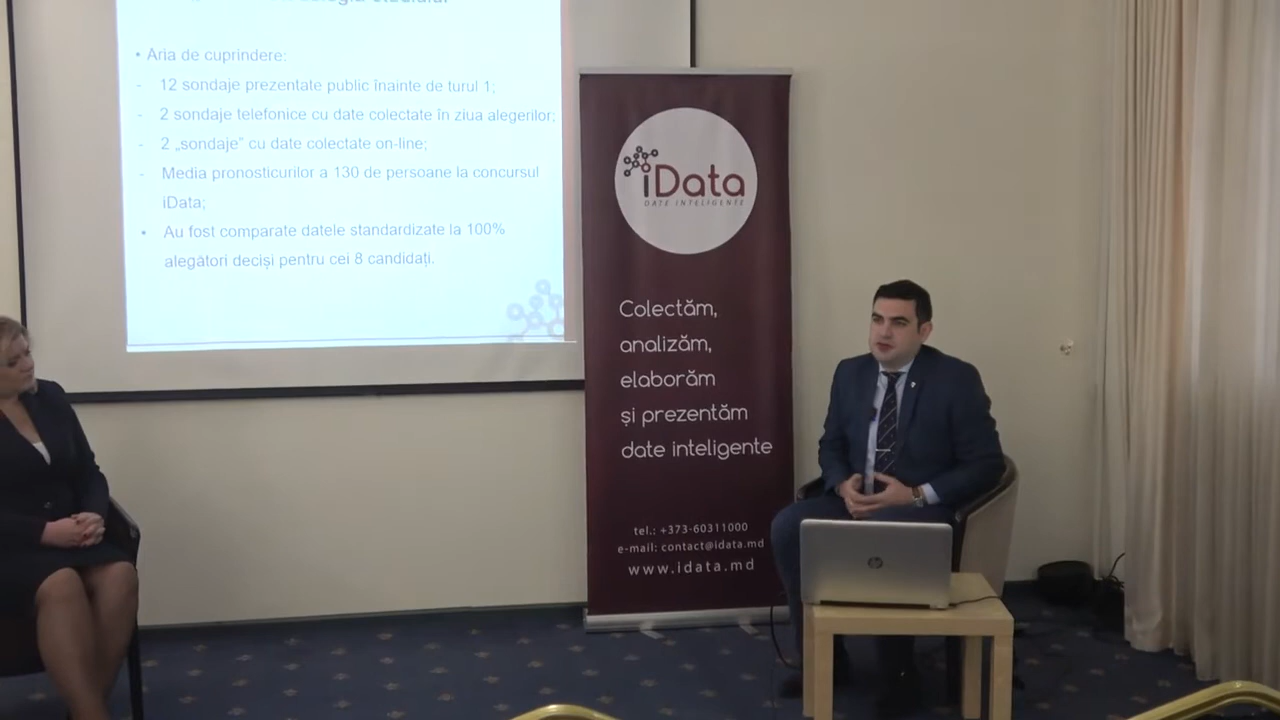 • Aria de cuprindere:
- 12 sondaje prezentate public înainte de turul 1;
- 2 sondaje telefonice cu date colectate în ziua alegerilor;
- 2 „sondaje" cu date colectate on-line;
- Media pronosticurilor a 130 de persoane la concursul
iData;
• Au fost comparate datele standardizate la 100%
alegători deciși pentru cei 8 candidați.
iData
DATE INTELIGENTE
Colectăm,
analizăm,
elaborăm
și prezentăm
date inteligente
tel.: +373-60311000
e-mail: contact@idata.md
www.idata.md
hp